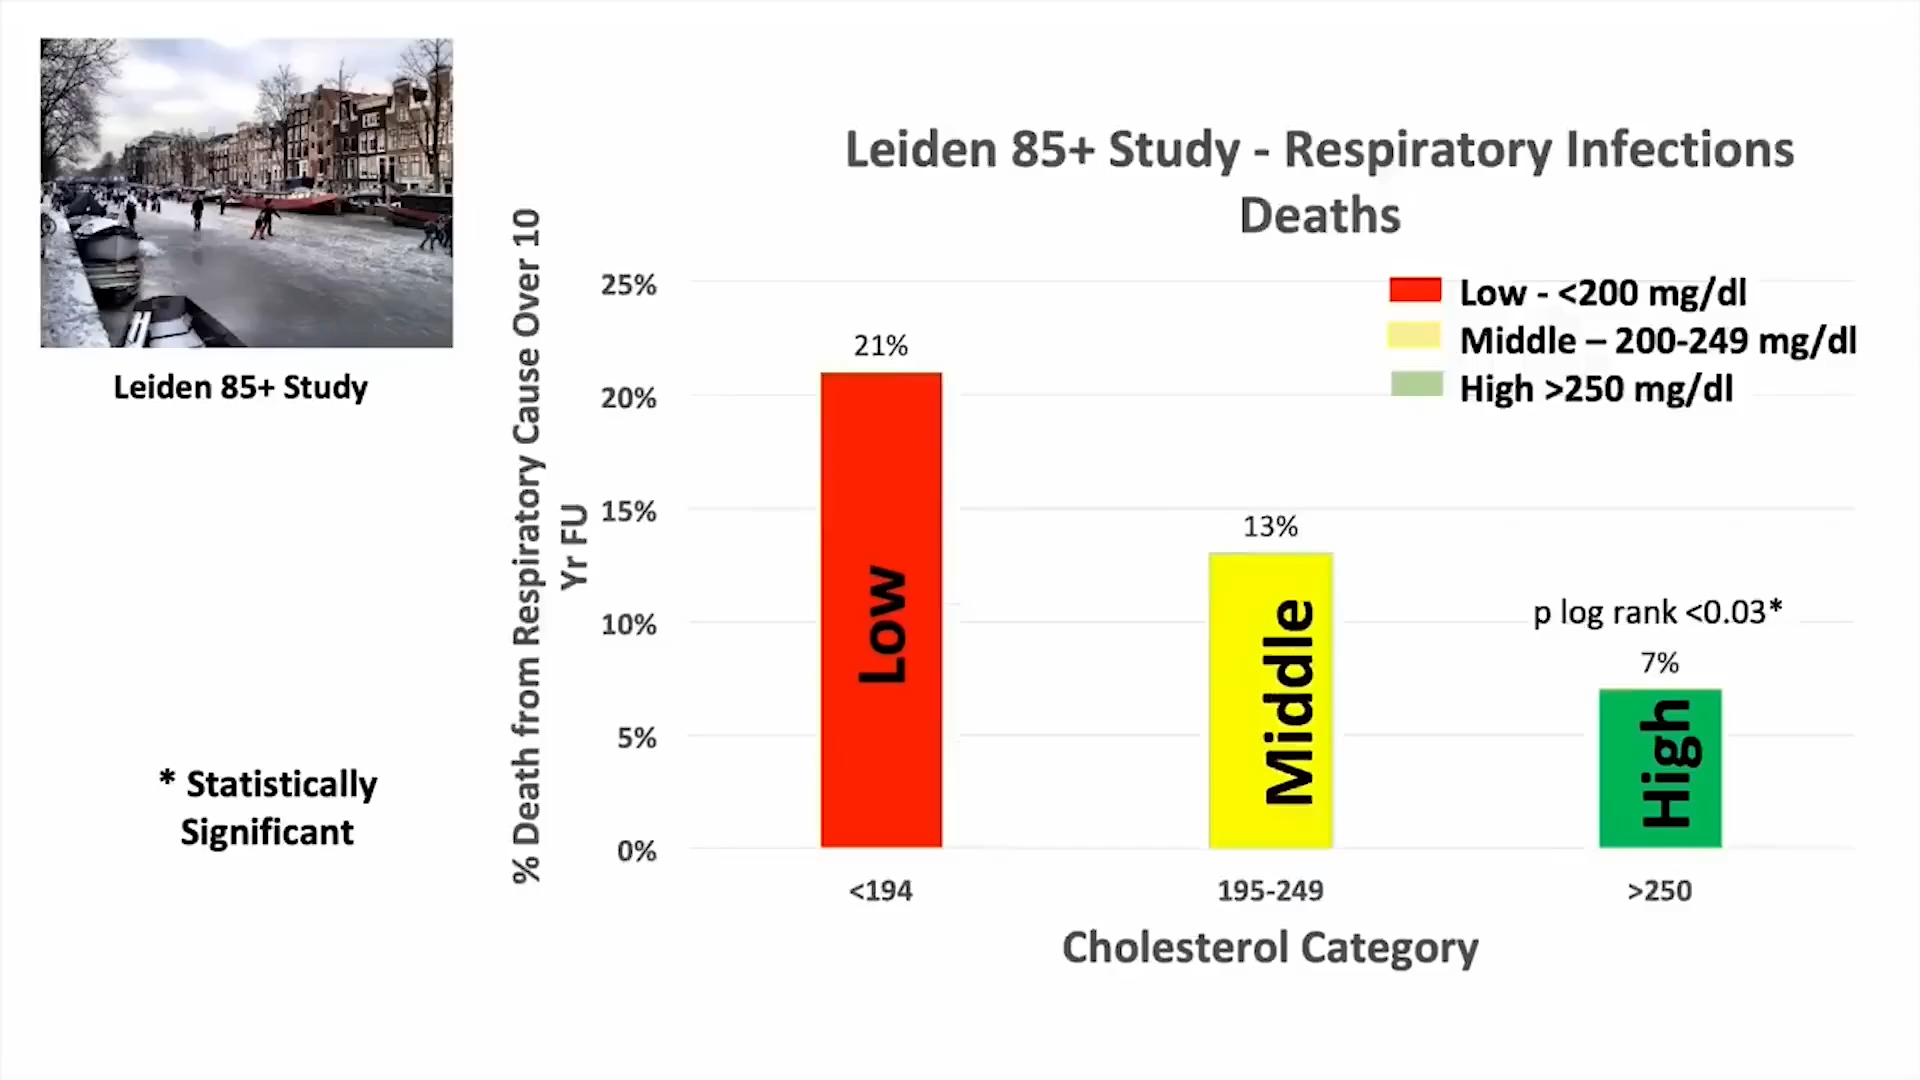 Leiden 85+ Study
* Statistically
Significant
Leiden 85+ Study - Respiratory Infections
Deaths
% Death from Respiratory Cause Over 10
Yr FU
25%
20%
15%
10%
5%
0%
Low - <200 mg/dl
Middle – 200-249 mg/dl
High >250 mg/dl
21%
Low
13%
Middle
p log rank <0.03*
7%
High
<194
195-249
>250
Cholesterol Category